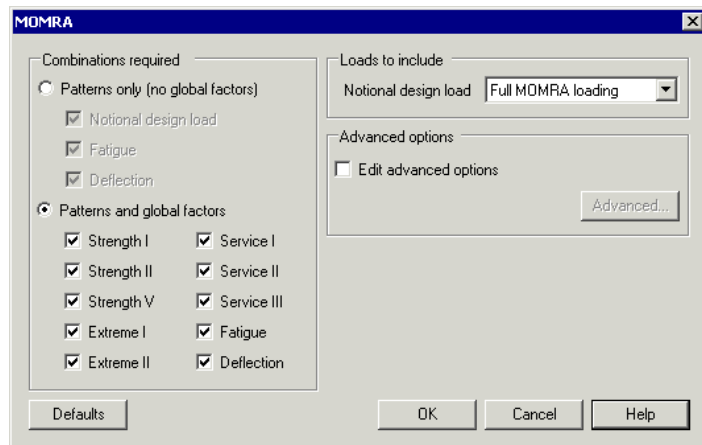 MOMRA
Combinations required
Patterns only (no global factors)
Notional design load
Fatigue
Deflection
Patterns and global factors
Strength I
Service I
Strength II
Service II
Strength V
Service III
Extreme I
Fatigue
Extreme II
Deflection
Loads to include
Notional design load
Full MOMRA loading
Advanced options
Edit advanced options
Advanced...
Defaults
OK
Cancel
Help